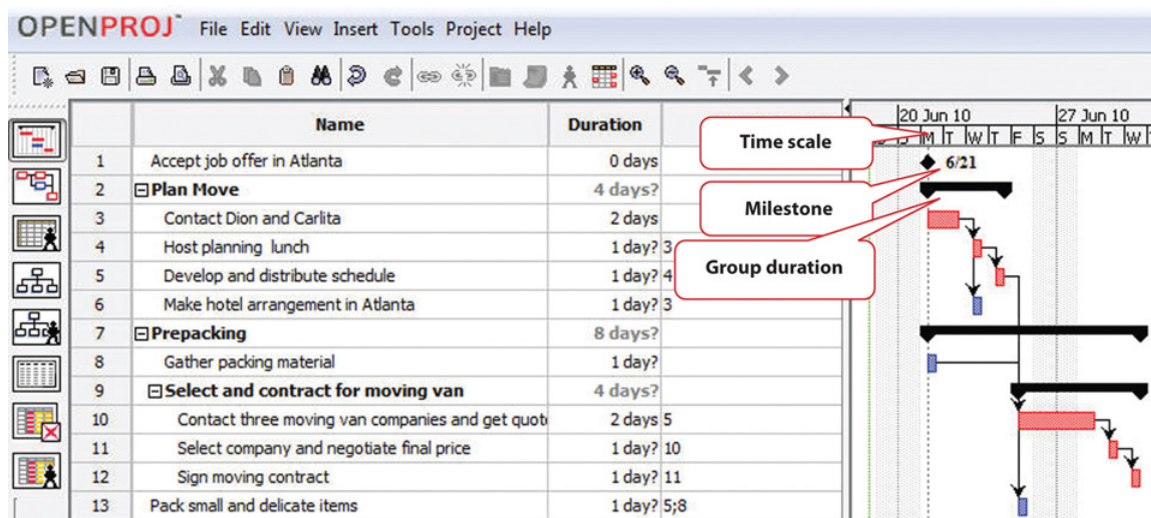 OPENPROJ™ File Edit View Insert Tools Project Help
Name Duration
20 Jun 10 27 Jun 10
M T W T F S S M T W T
Time scale
1 Accept job offer in Atlanta 0 days
6/21
2 Plan Move 4 days?
3 Contact Dion and Carlita 2 days
Milestone
4 Host planning lunch 1 day? 3
5 Develop and distribute schedule 1 day? 4
Group duration
6 Make hotel arrangement in Atlanta 1 day? 3
7 Prepacking 8 days?
8 Gather packing material 1 day?
9 Select and contract for moving van 4 days?
10 Contact three moving van companies and get quot 2 days 5
11 Select company and negotiate final price 1 day? 10
12 Sign moving contract 1 day? 11
13 Pack small and delicate items 1 day? 5;8